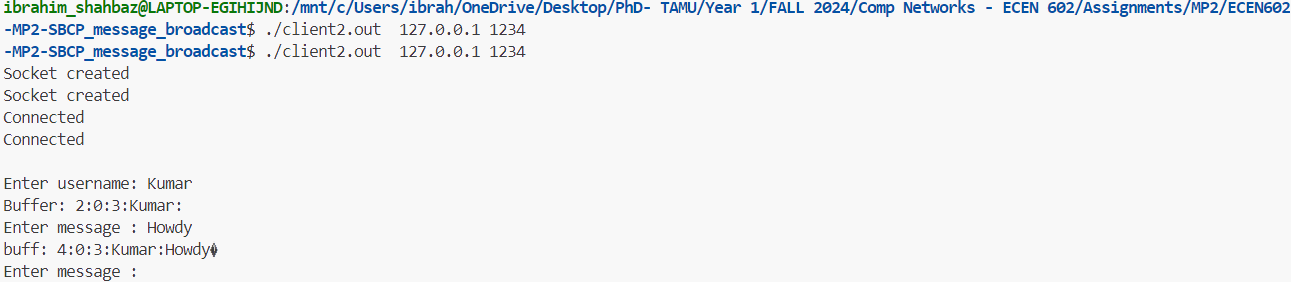 ibrahim_shahbaz@LAPTOP-EGIHIJND:/mnt/c/Users/ibrah/OneDrive/Desktop/PhD- TAMU/Year 1/FALL 2024/Comp Networks - ECEN 602/Assignments/MP2/ECEN602
-MP2-SBCP_message_broadcast$ ./client2.out  127.0.0.1 1234
-MP2-SBCP_message_broadcast$ ./client2.out  127.0.0.1 1234
Socket created
Socket created
Connected
Connected
Enter username: Kumar
Buffer: 2:0:3:Kumar:
Enter message : Howdy
buff: 4:0:3:Kumar:Howdy�
Enter message :